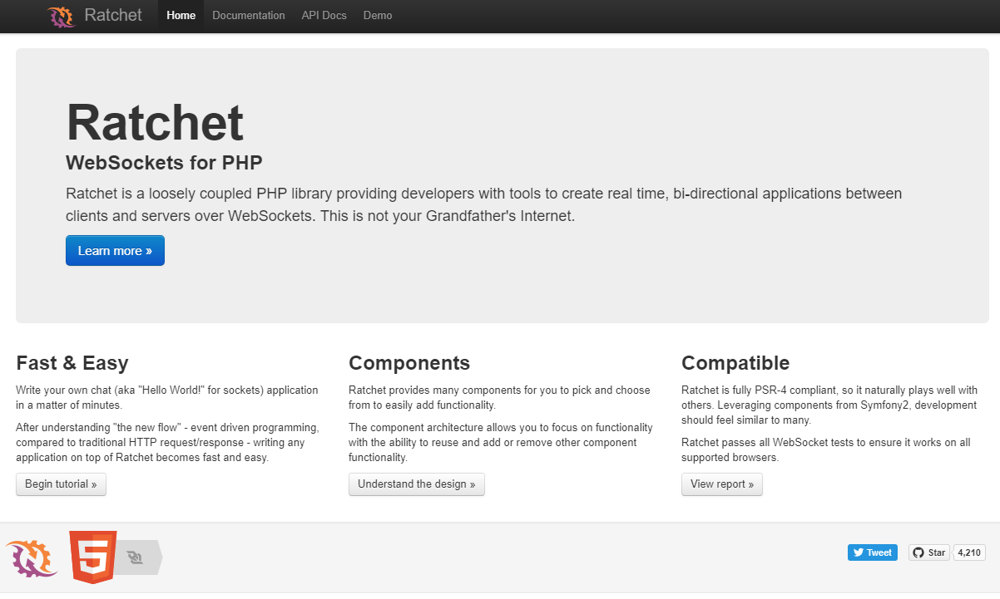 Ratchet Home Documentation API Docs Demo
Ratchet
WebSockets for PHP
Ratchet is a loosely coupled PHP library providing developers with tools to create real time, bi-directional applications between
clients and servers over WebSockets. This is not your Grandfather's Internet.
Learn more »
Fast & Easy
Write your own chat (aka "Hello World!" for sockets) application
in a matter of minutes.
After understanding "the new flow" - event driven programming,
compared to traditional HTTP request/response - writing any
application on top of Ratchet becomes fast and easy.
Begin tutorial »
Components
Ratchet provides many components for you to pick and choose
from to easily add functionality.
The component architecture allows you to focus on functionality
with the ability to reuse and add or remove other component
functionality.
Understand the design »
Compatible
Ratchet is fully PSR-4 compliant, so it naturally plays well with
others. Leveraging components from Symfony2, development
should feel similar to many.
Ratchet passes all WebSocket tests to ensure it works on all
supported browsers.
View report »
5
Tweet Star 4,210